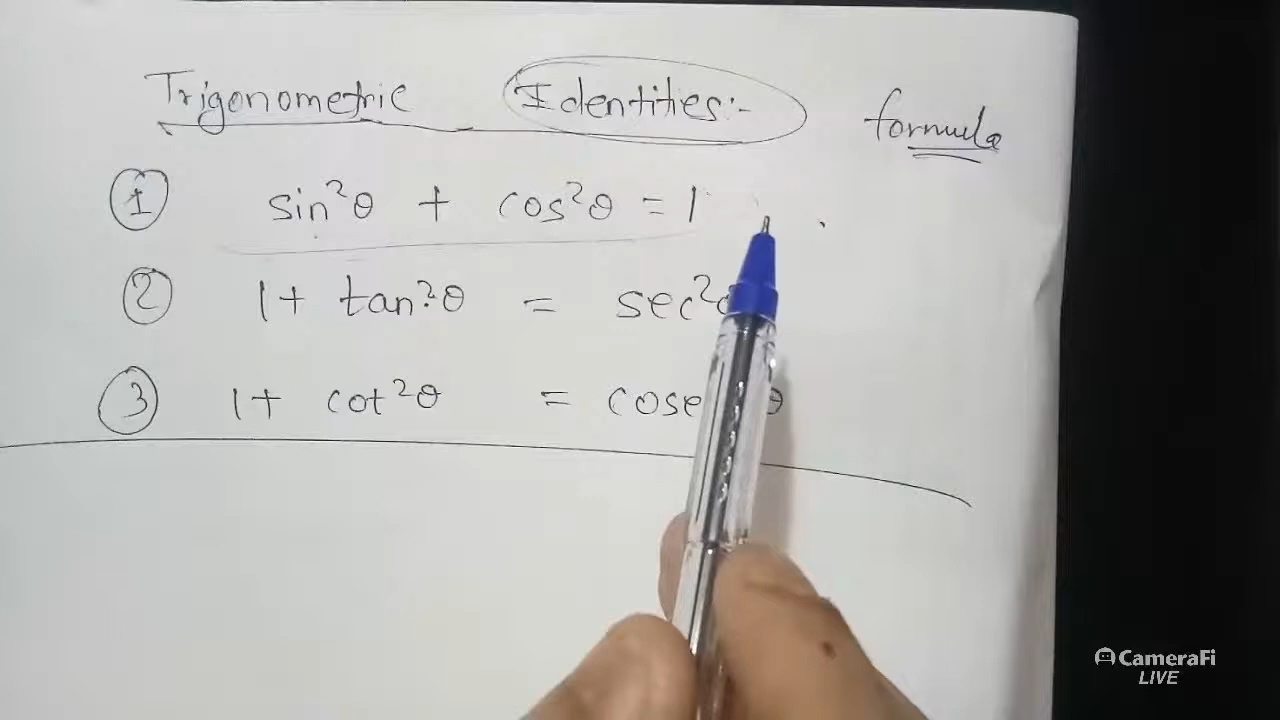 Trigonometric Identities:-
formula
① sin²θ + cos²θ = 1
② 1 + tan²θ = sec²
③ 1 + cot²θ = cose θ
CameraFi
LIVE